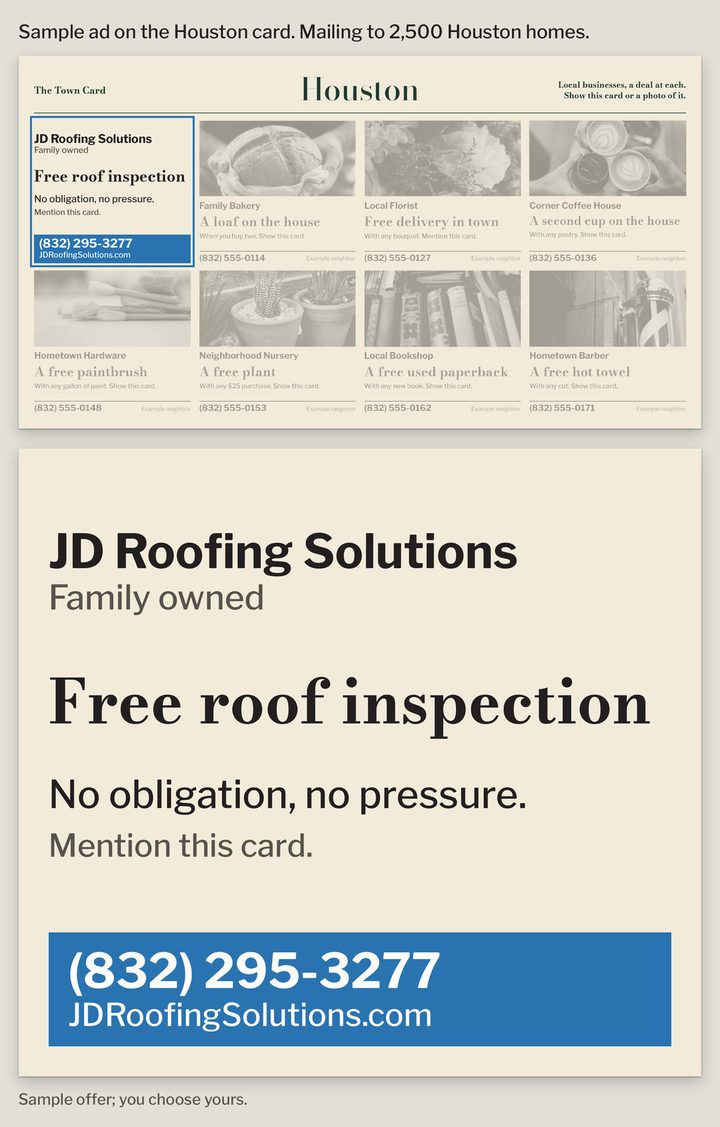 Sample ad on the Houston card. Mailing to 2,500 Houston homes.
The Town Card
Houston
Local businesses, a deal at each.
Show this card or a photo of it.
JD Roofing Solutions
Family owned
Free roof inspection
No obligation, no pressure.
Mention this card.
(832) 295-3277
JDRoofingSolutions.com
Family Bakery
A loaf on the house
When you buy two. Show this card.
(832) 555-0114
Example neighbor
Local Florist
Free delivery in town
With any bouquet. Mention this card.
(832) 555-0127
Example neighbor
Corner Coffee House
A second cup on the house
With any pastry. Show this card.
(832) 555-0136
Example neighbor
Hometown Hardware
A free paintbrush
With any gallon of paint. Show this card.
(832) 555-0148
Example neighbor
Neighborhood Nursery
A free plant
With any $25 purchase. Show this card.
(832) 555-0153
Example neighbor
Local Bookshop
A free used paperback
With any new book. Show this card.
(832) 555-0162
Example neighbor
Hometown Barber
A free hot towel
With any cut. Show this card.
(832) 555-0171
Example neighbor
JD Roofing Solutions
Family owned
Free roof inspection
No obligation, no pressure.
Mention this card.
(832) 295-3277
JDRoofingSolutions.com
Sample offer; you choose yours.